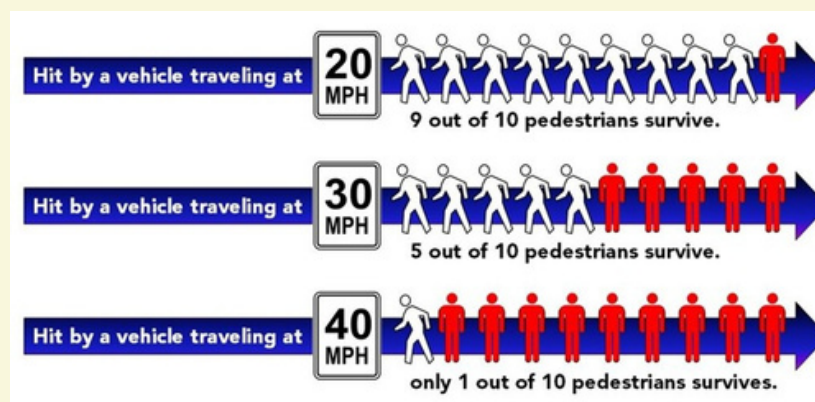 Hit by a vehicle traveling at 20 MPH
9 out of 10 pedestrians survive.
Hit by a vehicle traveling at 30 MPH
5 out of 10 pedestrians survive.
Hit by a vehicle traveling at 40 MPH
only 1 out of 10 pedestrians survives.